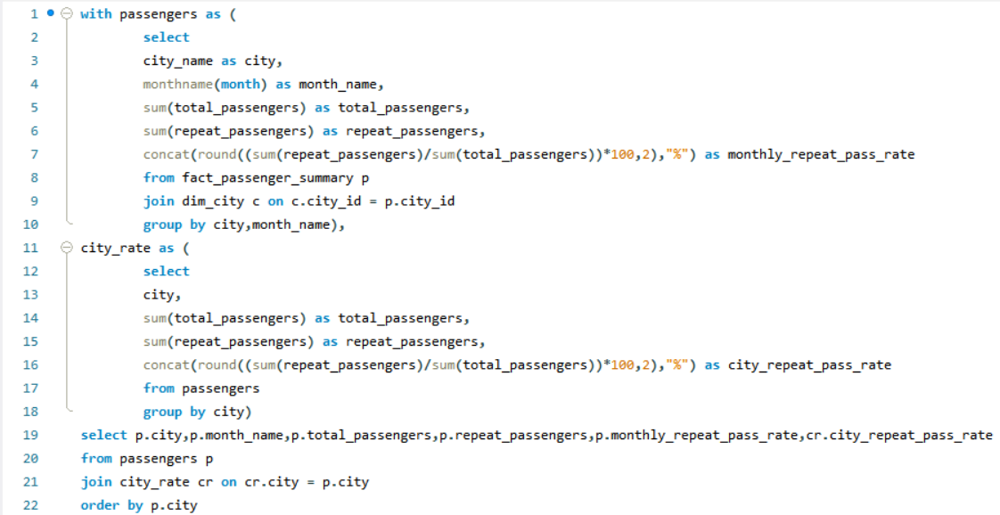 1 with passengers as (
2 select
3 city_name as city,
4 monthname(month) as month_name,
5 sum(total_passengers) as total_passengers,
6 sum(repeat_passengers) as repeat_passengers,
7 concat(round((sum(repeat_passengers)/sum(total_passengers))*100,2),"%") as monthly_repeat_pass_rate
8 from fact_passenger_summary p
9 join dim_city c on c.city_id = p.city_id
10 group by city,month_name),
11 city_rate as (
12 select
13 city,
14 sum(total_passengers) as total_passengers,
15 sum(repeat_passengers) as repeat_passengers,
16 concat(round((sum(repeat_passengers)/sum(total_passengers))*100,2),"%") as city_repeat_pass_rate
17 from passengers
18 group by city)
19 select p.city,p.month_name,p.total_passengers,p.repeat_passengers,p.monthly_repeat_pass_rate,cr.city_repeat_pass_rate
20 from passengers p
21 join city_rate cr on cr.city = p.city
22 order by p.city